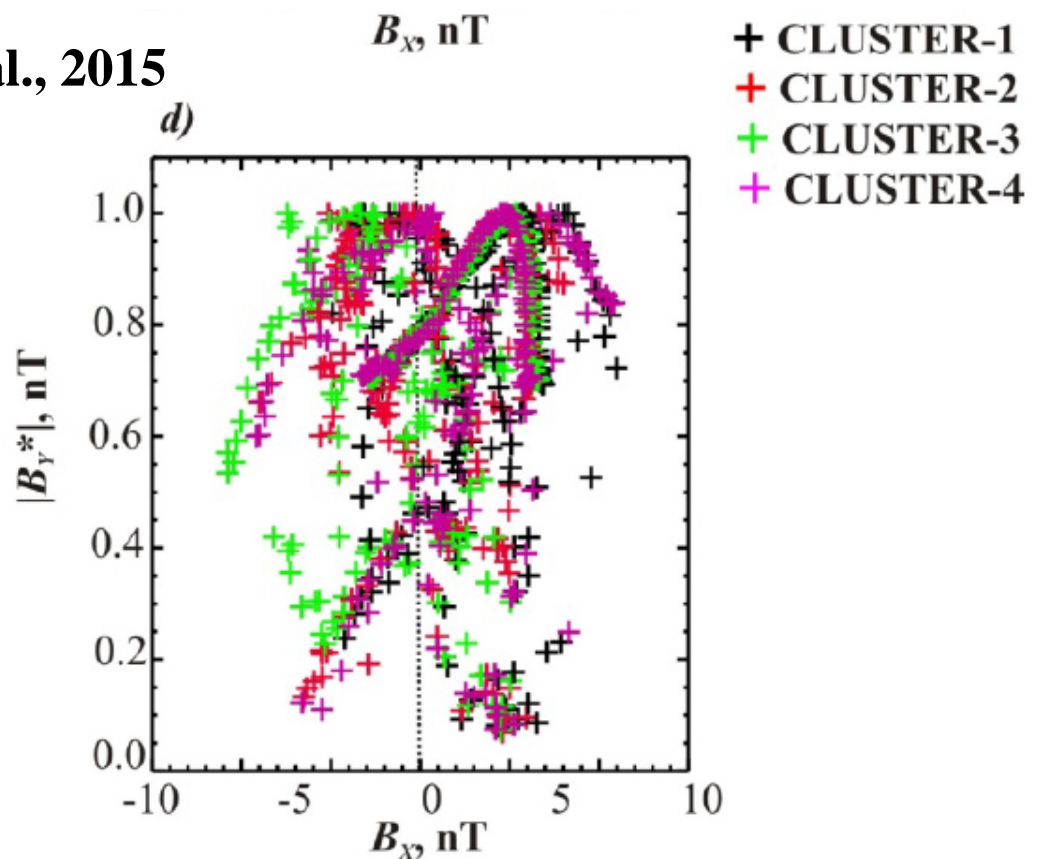 B_X, nT
al., 2015
CLUSTER-1
CLUSTER-2
CLUSTER-3
CLUSTER-4
d)
1.0
0.8
0.6
0.4
0.2
0.0
|B_Y*|, nT
-10 -5 0 5 10
B_X, nT